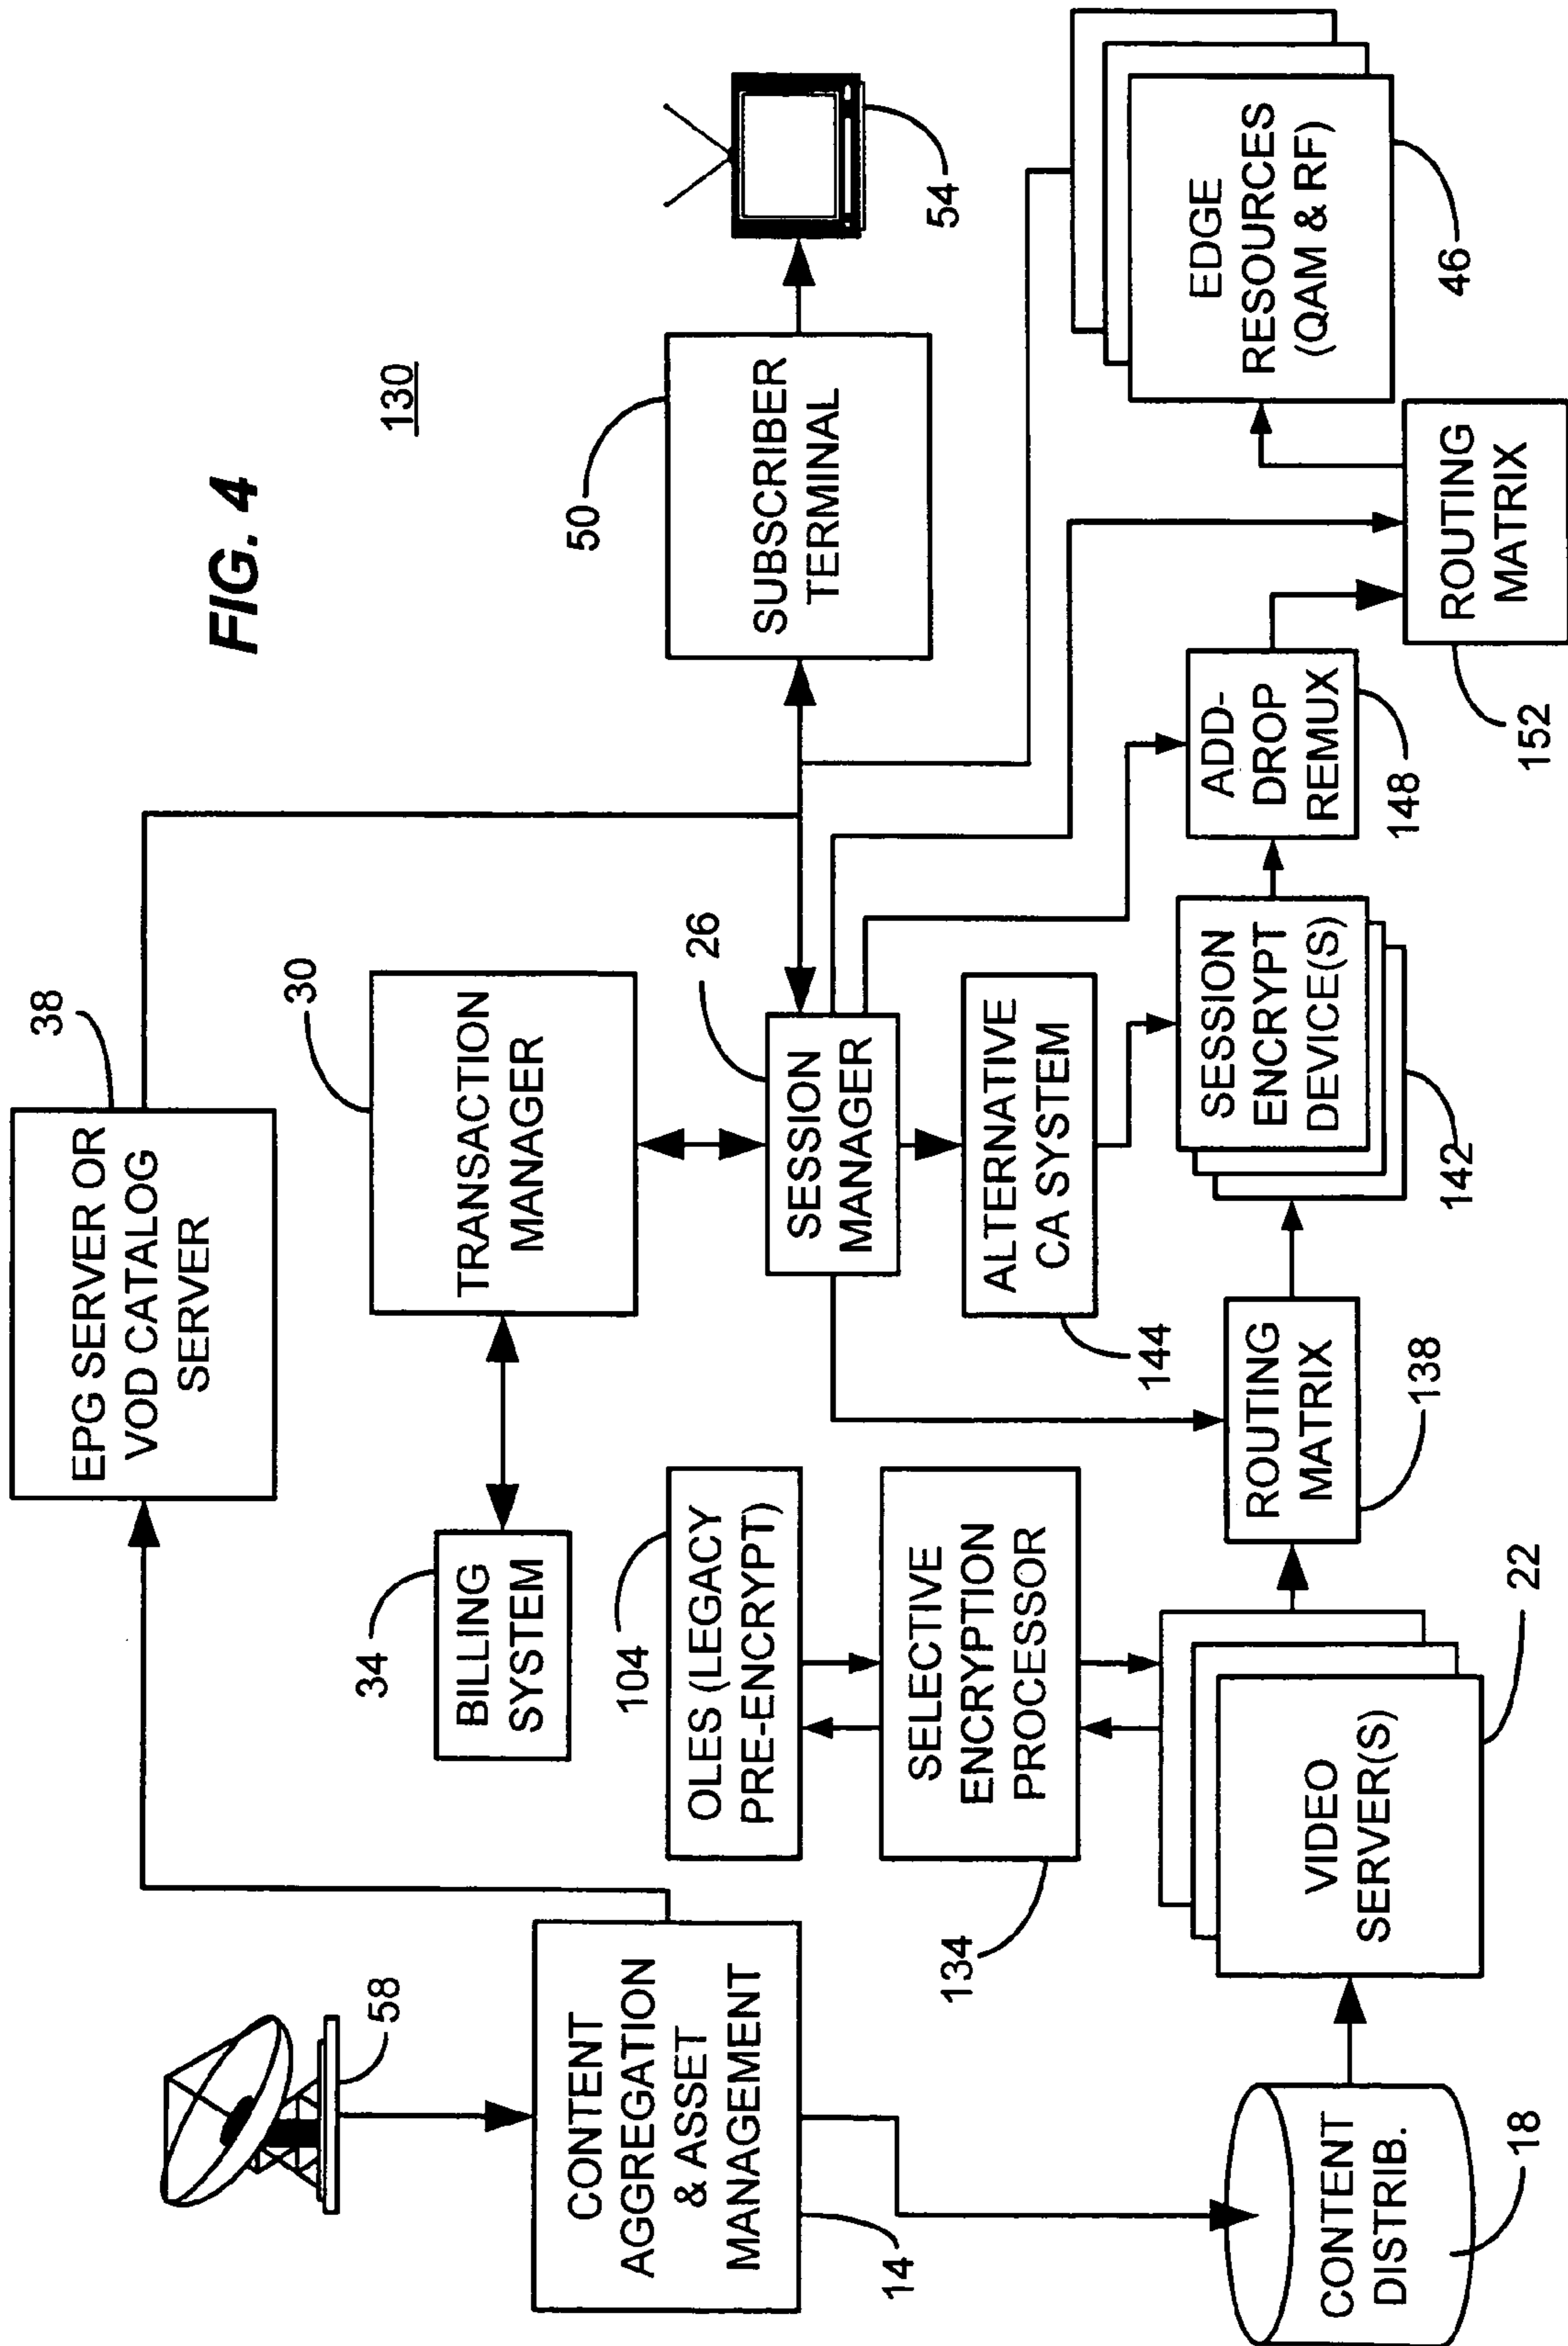 FIG. 4
130
58
CONTENT
AGGREGATION
& ASSET
MANAGEMENT
14
CONTENT
DISTRIB.
18
EPG SERVER OR
VOD CATALOG
SERVER
38
BILLING
SYSTEM
34
TRANSACTION
MANAGER
30
OLES (LEGACY
PRE-ENCRYPT)
104
SELECTIVE
ENCRYPTION
PROCESSOR
134
VIDEO
SERVER(S)
22
SESSION
MANAGER
26
ALTERNATIVE
CA SYSTEM
144
ROUTING
MATRIX
138
SESSION
ENCRYPT
DEVICE(S)
142
ADD-
DROP
REMUX
148
ROUTING
MATRIX
152
SUBSCRIBER
TERMINAL
50
54
EDGE
RESOURCES
(QAM & RF)
46